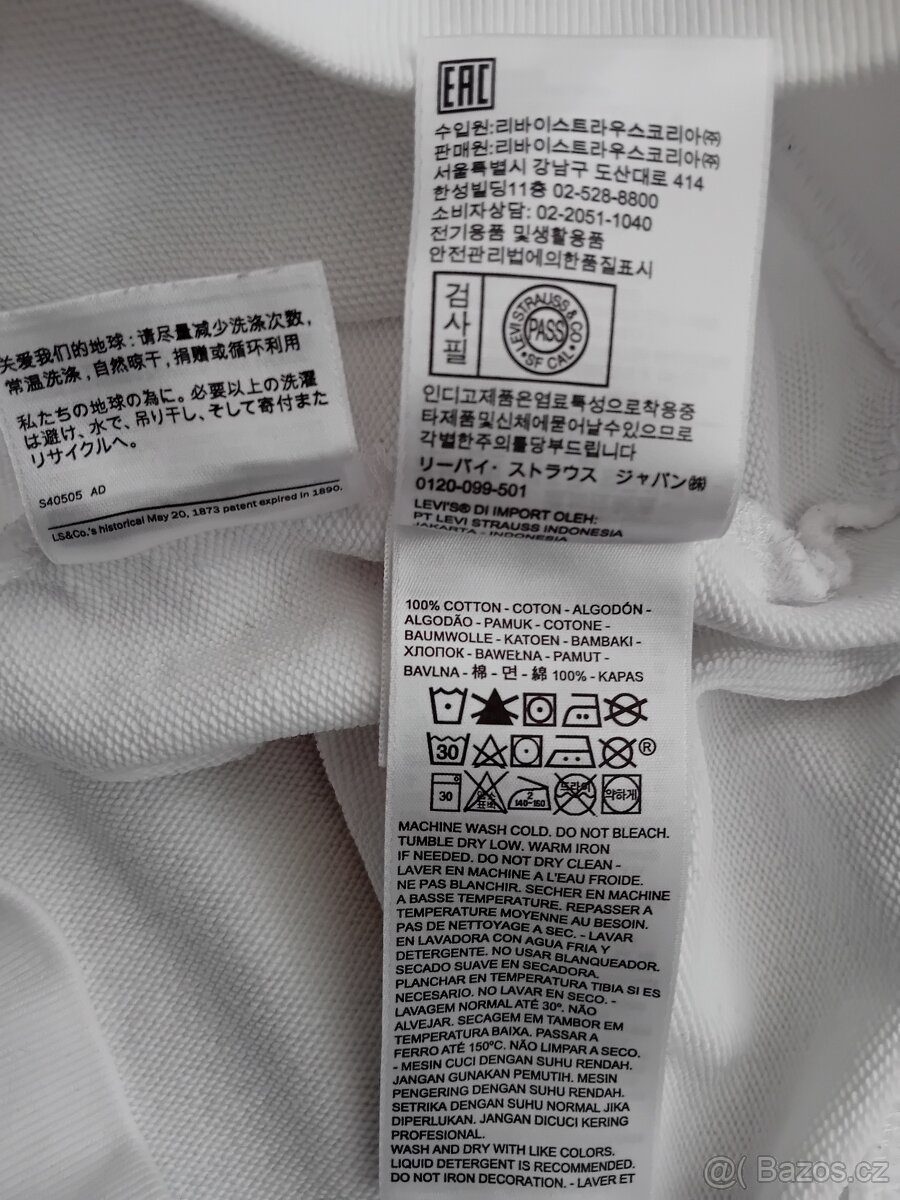 关爱我们的地球：请尽量减少洗涤次数，
常温洗涤，自然晾干，捐赠或循环利用
私たちの地球の為に。必要以上の洗濯
は避け、水で、吊り干し、そして寄付また
リサイクルへ。
S40505 AD
LS&Co.'s historical May 20, 1873 patent expired in 1890.
EAC
수입원:리바이스트라우스코리아㈜
판매원:리바이스트라우스코리아㈜
서울특별시 강남구 도산대로 414
한성빌딩11층 02-528-8800
소비자상담: 02-2051-1040
전기용품 및생활용품
안전관리법에의한품질표시
검사필
LEVI STRAUSS & CO
PASS
SF CAL
인디고제품은염료특성으로착용중
타제품및신체에묻어날수있으므로
각별한주의를당부드립니다
リーバイ・ストラウス ジャパン㈱
0120-099-501
LEVI'S® DI IMPORT OLEH:
PT LEVI STRAUSS INDONESIA
JAKARTA - INDONESIA
100% COTTON - COTON - ALGODÓN -
ALGODÃO - PAMUK - COTONE -
BAUMWOLLE - KATOEN - BAMBAKI -
ХЛОПОК - BAWEŁNA - PAMUT -
BAVLNA - 棉 - 면 - 綿 100% - KAPAS
30 ®
30 염소표백 2 140-150 드라이 약하게
MACHINE WASH COLD. DO NOT BLEACH.
TUMBLE DRY LOW. WARM IRON
IF NEEDED. DO NOT DRY CLEAN -
LAVER EN MACHINE A L'EAU FROIDE.
NE PAS BLANCHIR. SECHER EN MACHINE
A BASSE TEMPERATURE. REPASSER A
TEMPERATURE MOYENNE AU BESOIN.
PAS DE NETTOYAGE A SEC. - LAVAR
EN LAVADORA CON AGUA FRIA Y
DETERGENTE. NO USAR BLANQUEADOR.
SECADO SUAVE EN SECADORA.
PLANCHAR EN TEMPERATURA TIBIA SI ES
NECESARIO. NO LAVAR EN SECO. -
LAVAGEM NORMAL ATÉ 30º. NÃO
ALVEJAR. SECAGEM EM TAMBOR EM
TEMPERATURA BAIXA. PASSAR A
FERRO ATÉ 150ºC. NÃO LIMPAR A SECO.
- MESIN CUCI DENGAN SUHU RENDAH.
JANGAN GUNAKAN PEMUTIH. MESIN
PENGERING DENGAN SUHU RENDAH.
SETRIKA DENGAN SUHU NORMAL JIKA
DIPERLUKAN. JANGAN DICUCI KERING
PROFESIONAL.
WASH AND DRY WITH LIKE COLORS.
LIQUID DETERGENT IS RECOMMENDED.
DO NOT IRON DECORATION. - LAVER ET
@( Bazos.cz